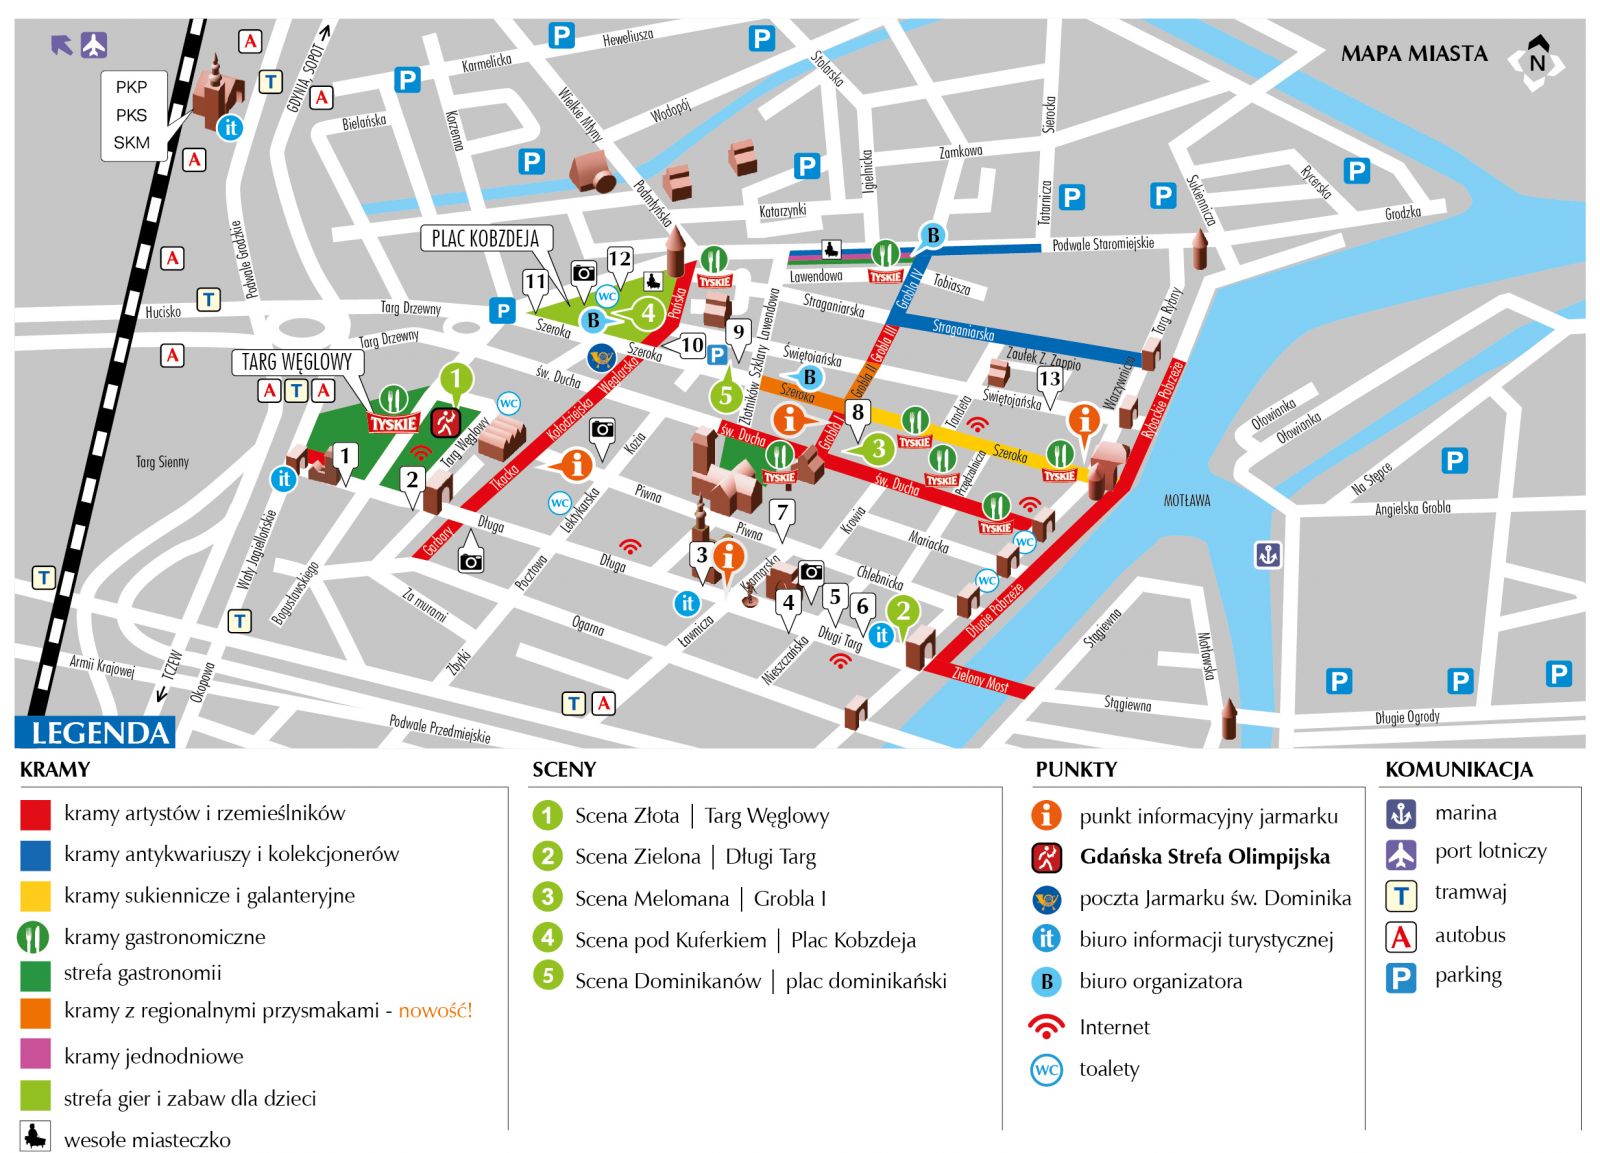 MAPA MIASTA
N
PKP
PKS
SKM
GDYNIA, SOPOT
Karmelicka
Heweliusza
Stolarska
Bielańska
Korzenna
Wielkie Młyny
Wodopój
Sierocka
Igielnicka
Zamkowa
Rycerska
Sukiennicza
Grodzka
Podmłyńska
Katarzynki
Tatarnicza
Podwale Grodzkie
PLAC KOBZDEJA
Podwale Staromiejskie
Lawendowa
Tobiasza
Grobla IV
Straganiarska
Straganiarska
Hucisko
Targ Drzewny
Targ Drzewny
Szeroka
Szeroka
Pańska
Złotników Szklary Lawendowa
Targ Rybny
TARG WĘGLOWY
św. Ducha
Kołodziejska Węglarska
Świętojańska
Szeroka
Grobla II Grobla III
Zaułek Z. Zappio
Świętojańska
Warzywnicza
Rybackie Pobrzeże
Ołowianka
Ołowianka
Na Stępce
Angielska Grobla
Targ Sienny
Targ Węglowy
Tkacka
Kozia
św. Ducha
Grobla I
Tandeta
Szeroka
Przędzalnicza
św. Ducha
MOTŁAWA
Wały Jagiellońskie
Garbary
Długa
Lektykarska
Piwna
Piwna
Krowia
Mariacka
Chlebnicka
Kramarska
Długa
Pocztowa
Bogusławskiego
Za murami
Ogarna
Ławnicza
Mieszczańska
Długi Targ
Długie Pobrzeże
Zielony Most
Stągiewna
Motławska
Stągiewna
Długie Ogrody
Zbytki
Armii Krajowej
TCZEW
Okopowa
Podwale Przedmiejskie
TYSKIE
TYSKIE
TYSKIE
TYSKIE
TYSKIE
TYSKIE
TYSKIE
TYSKIE
1
2
3
4
5
6
7
8
9
10
11
12
13
LEGENDA
KRAMY
kramy artystów i rzemieślników
kramy antykwariuszy i kolekcjonerów
kramy sukiennicze i galanteryjne
kramy gastronomiczne
strefa gastronomii
kramy z regionalnymi przysmakami - nowość!
kramy jednodniowe
strefa gier i zabaw dla dzieci
wesołe miasteczko
SCENY
1 Scena Złota | Targ Węglowy
2 Scena Zielona | Długi Targ
3 Scena Melomana | Grobla I
4 Scena pod Kuferkiem | Plac Kobzdeja
5 Scena Dominikanów | plac dominikański
PUNKTY
i punkt informacyjny jarmarku
Gdańska Strefa Olimpijska
poczta Jarmarku św. Dominika
it biuro informacji turystycznej
B biuro organizatora
Internet
WC toalety
KOMUNIKACJA
marina
port lotniczy
T tramwaj
A autobus
P parking